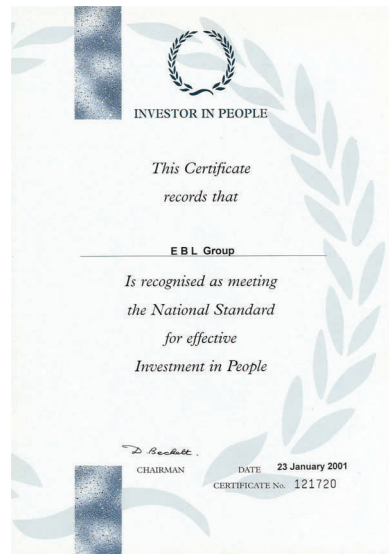 INVESTOR IN PEOPLE
This Certificate
records that
E B L Group
Is recognised as meeting
the National Standard
for effective
Investment in People
D. Beckett.
CHAIRMAN
DATE 23 January 2001
CERTIFICATE No. 121720